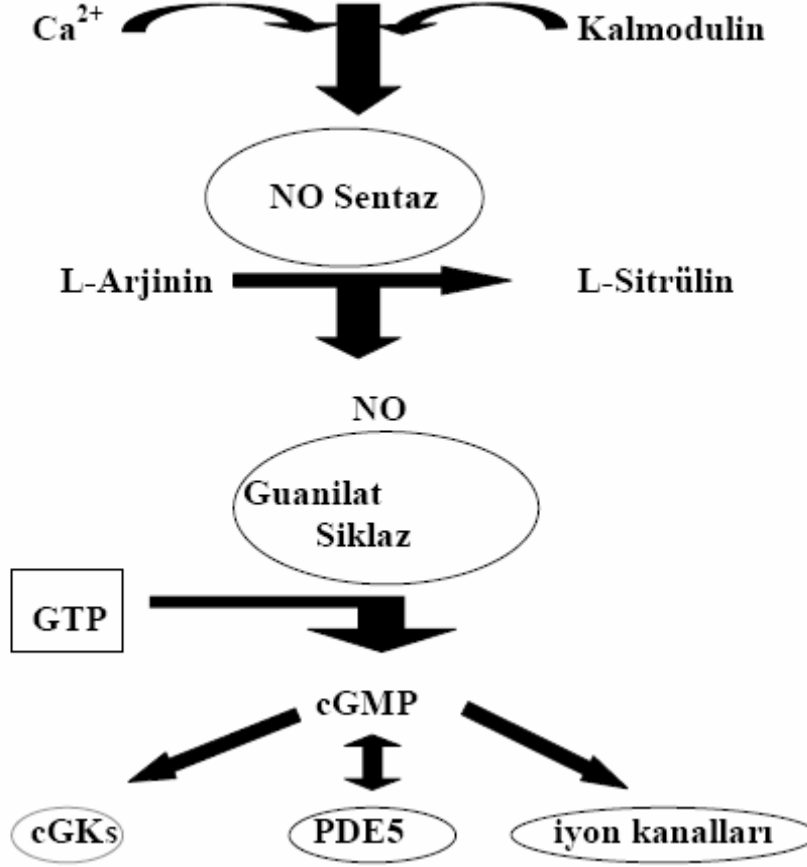 Ca2+ Kalmodulin
NO Sentaz
L-Arjinin L-Sitrülin
NO
Guanilat
Siklaz
GTP
cGMP
cGKs PDE5 iyon kanalları